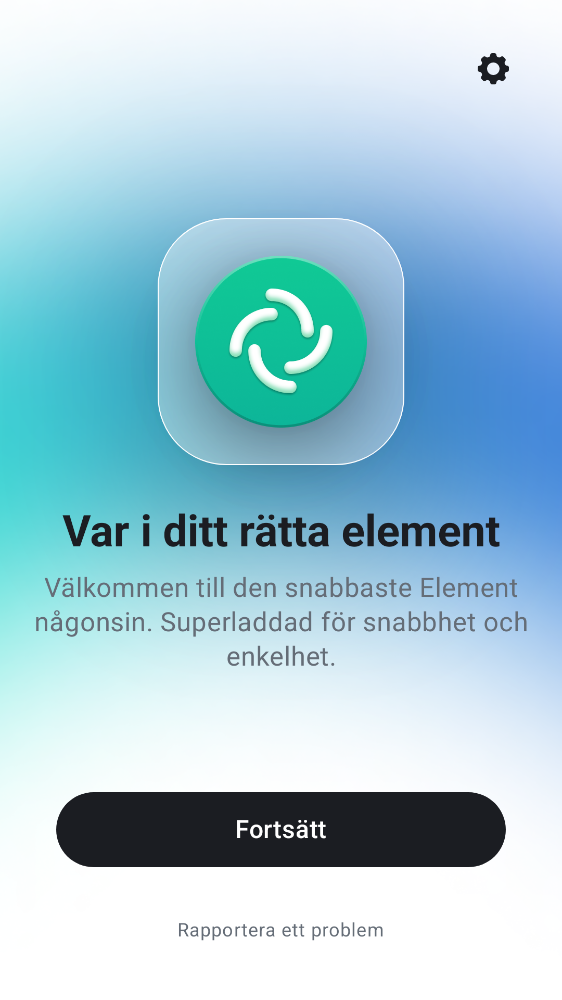 Var i ditt rätta element
Välkommen till den snabbaste Element
någonsin. Superladdad för snabbhet och
enkelhet.
Fortsätt
Rapportera ett problem